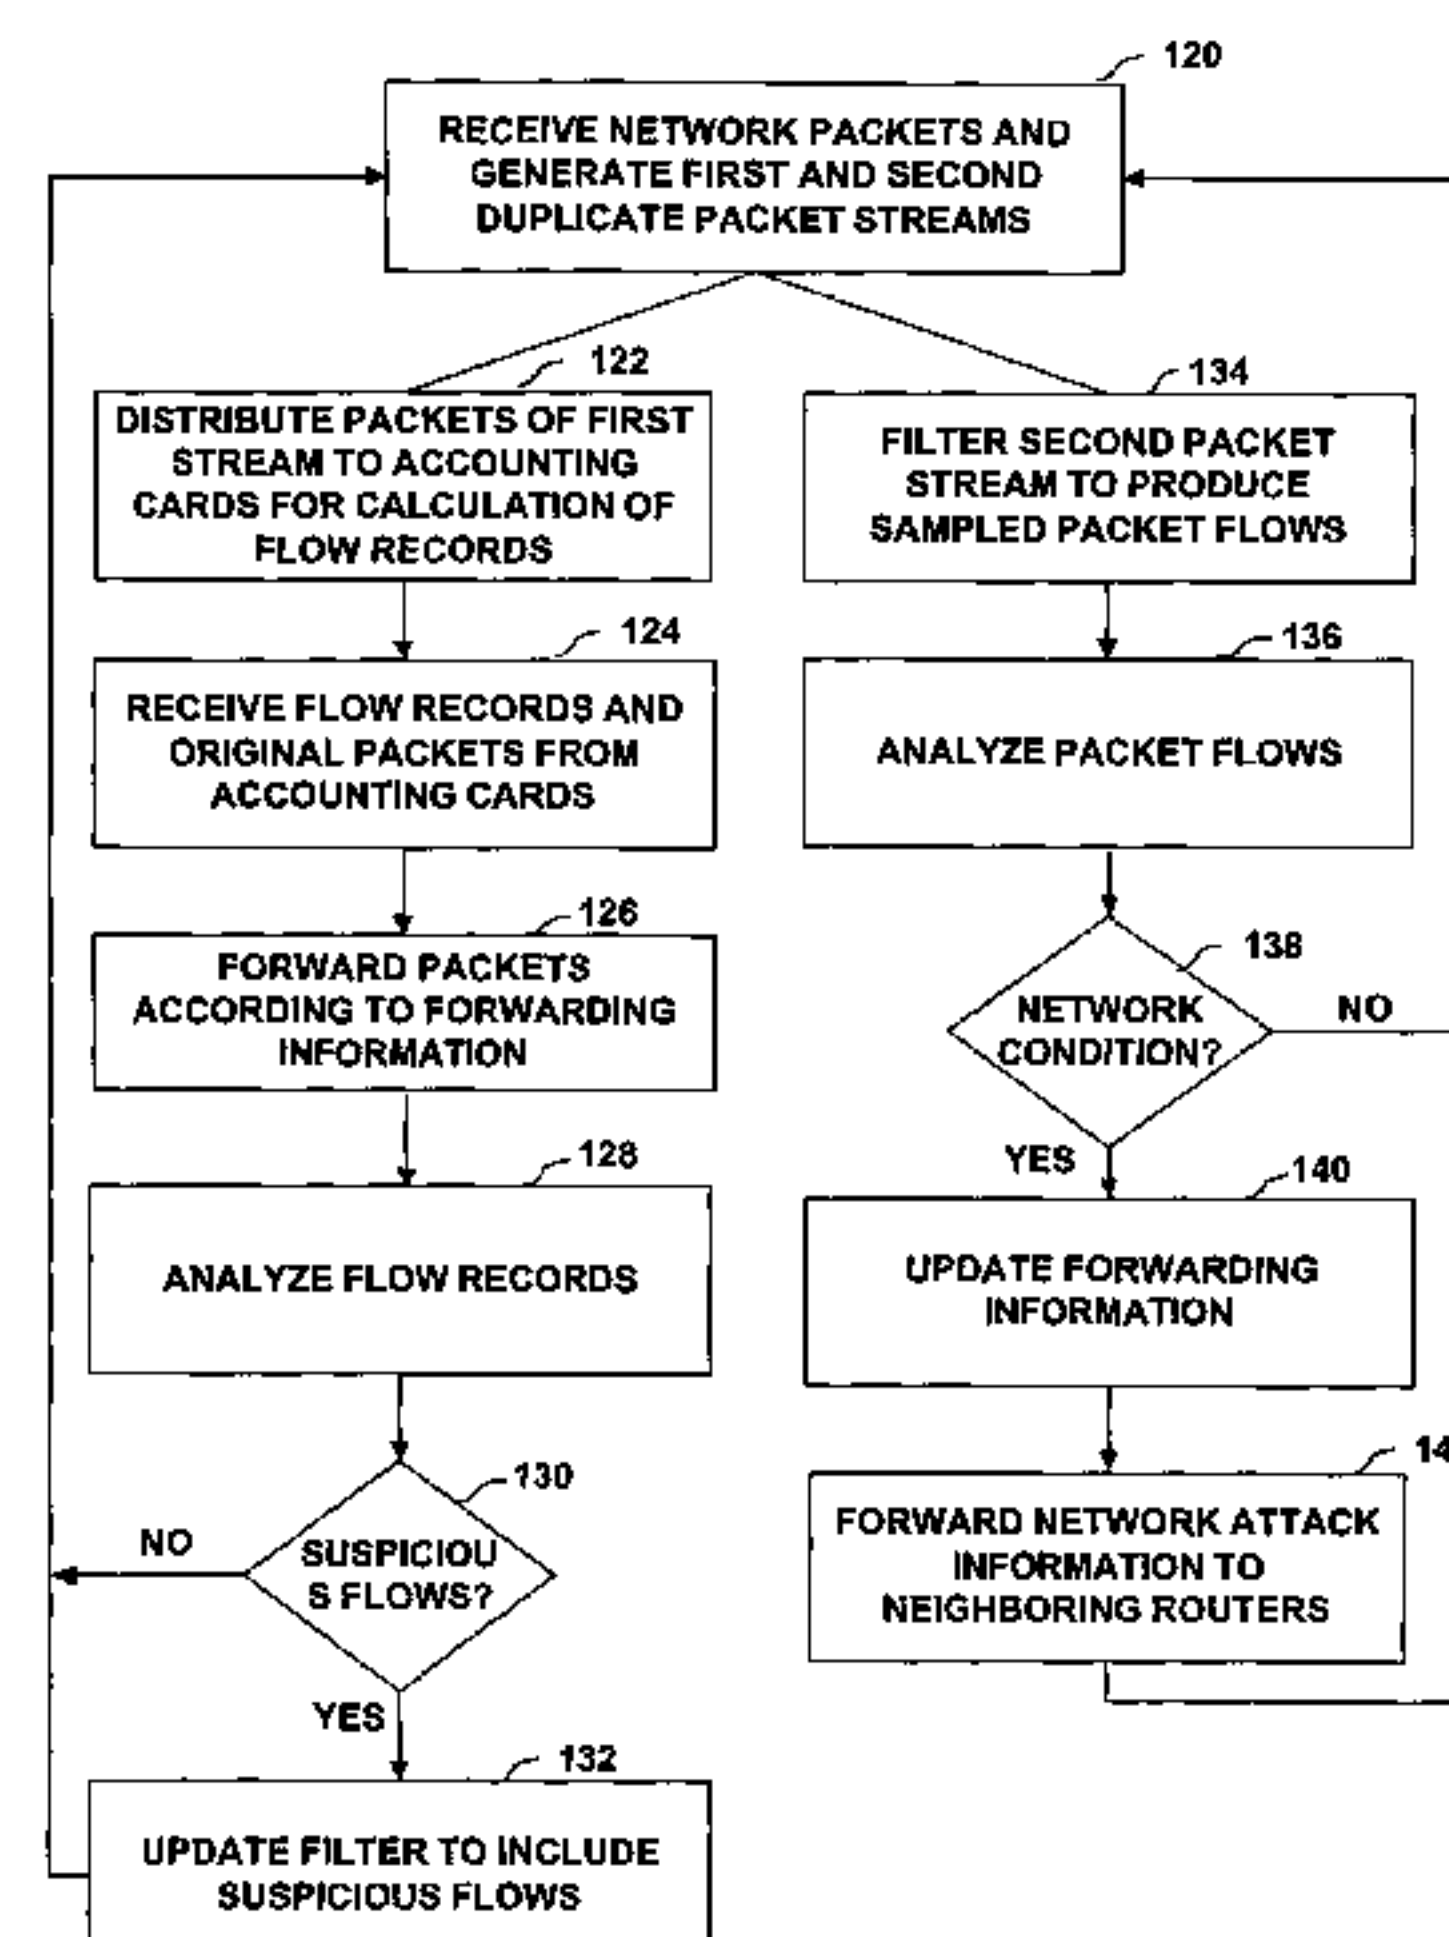 120
RECEIVE NETWORK PACKETS AND
GENERATE FIRST AND SECOND
DUPLICATE PACKET STREAMS
122
DISTRIBUTE PACKETS OF FIRST
STREAM TO ACCOUNTING
CARDS FOR CALCULATION OF
FLOW RECORDS
124
RECEIVE FLOW RECORDS AND
ORIGINAL PACKETS FROM
ACCOUNTING CARDS
126
FORWARD PACKETS
ACCORDING TO FORWARDING
INFORMATION
128
ANALYZE FLOW RECORDS
130
SUSPICIOU
S FLOWS?
NO
YES
132
UPDATE FILTER TO INCLUDE
SUSPICIOUS FLOWS
134
FILTER SECOND PACKET
STREAM TO PRODUCE
SAMPLED PACKET FLOWS
136
ANALYZE PACKET FLOWS
138
NETWORK
CONDITION?
NO
YES
140
UPDATE FORWARDING
INFORMATION
FORWARD NETWORK ATTACK
INFORMATION TO
NEIGHBORING ROUTERS